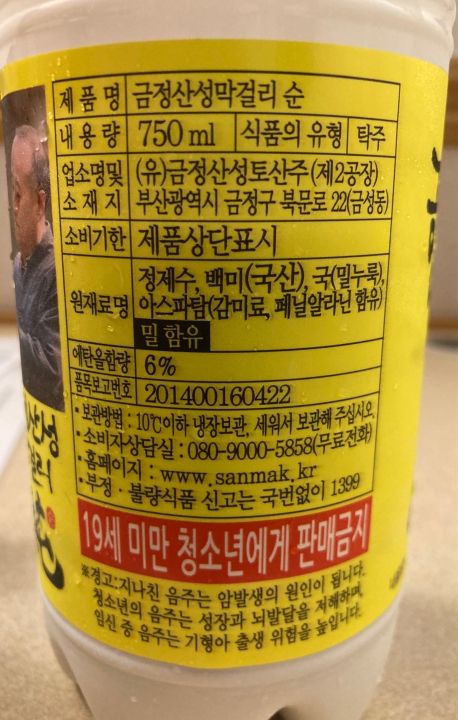 제품명 금정산성막걸리 순
내용량 750 ml 식품의 유형 탁주
업소명및 (유)금정산성토산주(제2공장)
소재지 부산광역시 금정구 북문로 22(금성동)
소비기한 제품상단표시
정제수, 백미(국산), 국(밀누룩),
원재료명 아스파탐(감미료, 페닐알라닌 함유)
밀 함유
에탄올함량 6%
품목보고번호 201400160422
• 보관방법 : 10℃이하 냉장보관, 세워서 보관해 주십시오.
• 소비자상담실 : 080-9000-5858(무료전화)
• 홈페이지 : www.sanmak.kr
• 부정·불량식품 신고는 국번없이 1399
19세 미만 청소년에게 판매금지
※경고:지나친 음주는 암발생의 원인이 됩니다.
청소년의 음주는 성장과 뇌발달을 저해하며,
임신 중 음주는 기형아 출생 위험을 높입니다.